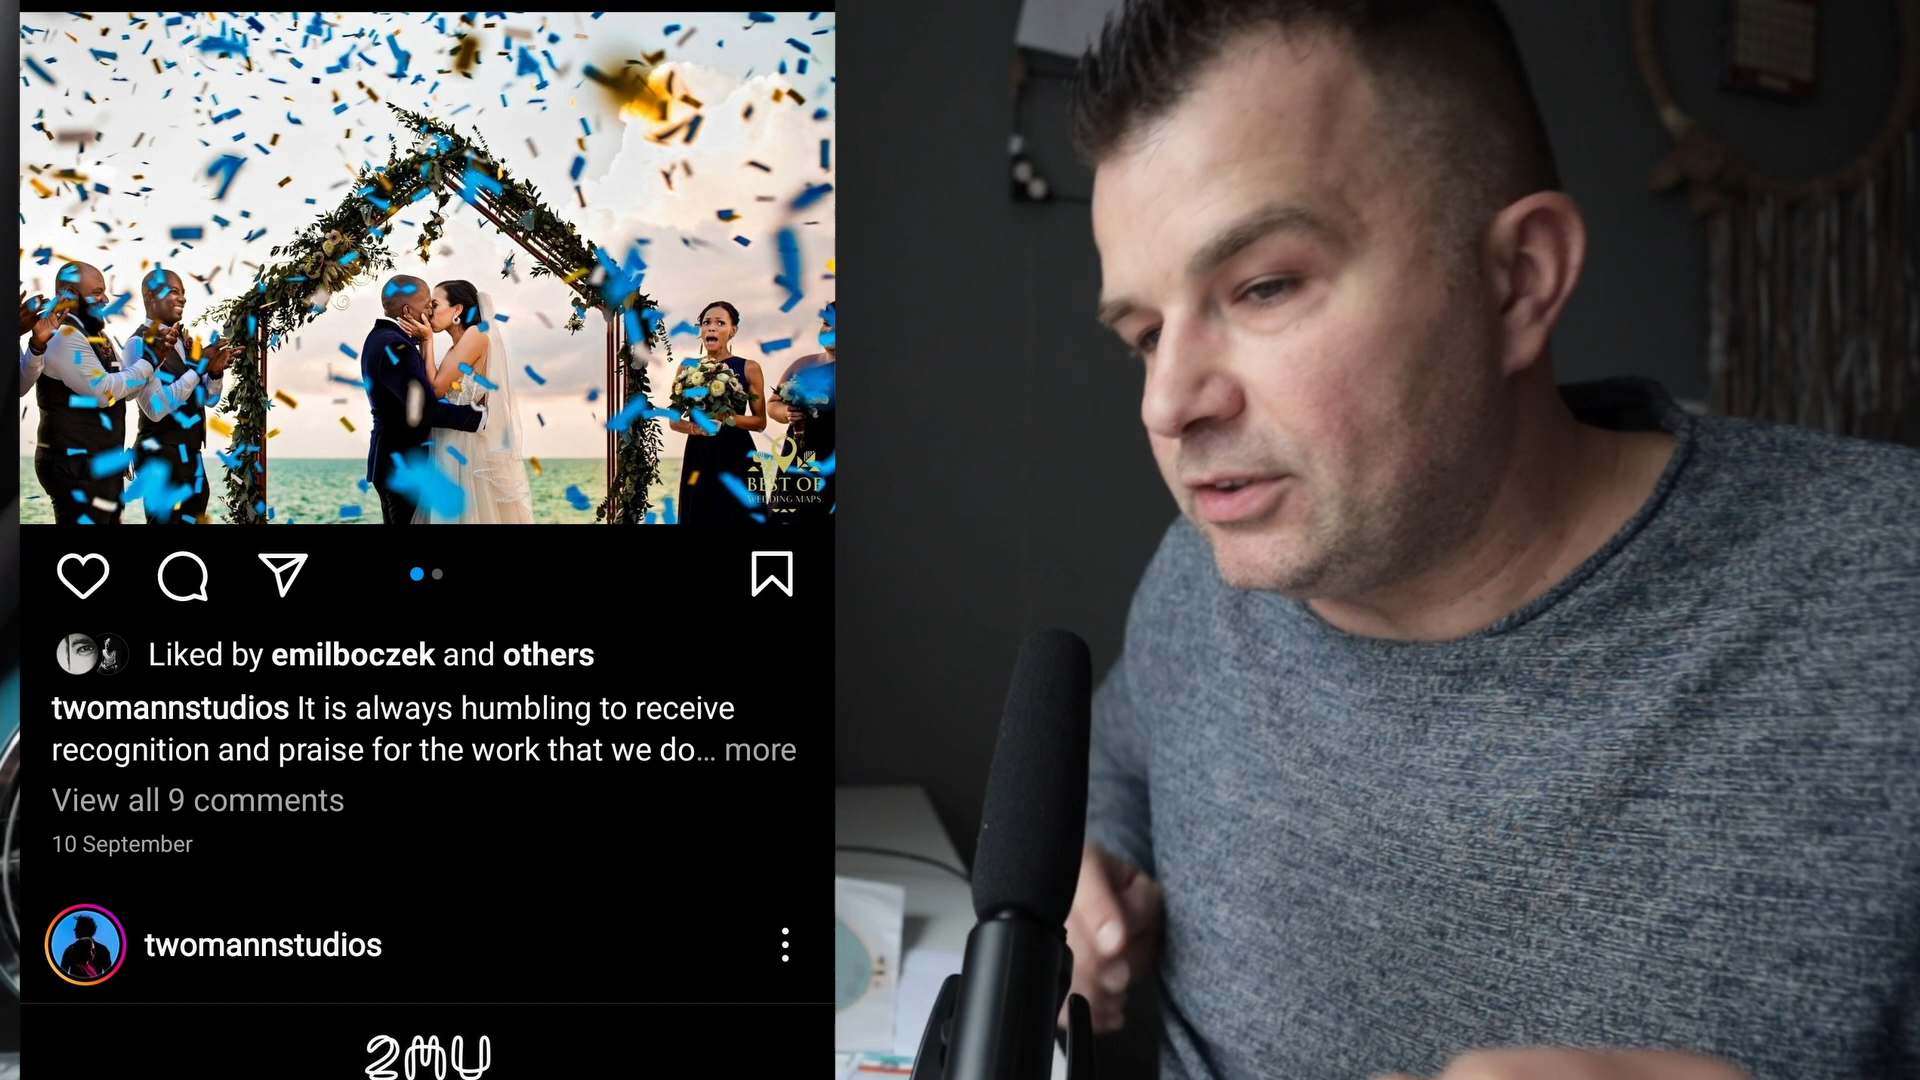 BEST OF
WEDDING MAPS
Liked by emilboczek and others
twomannstudios It is always humbling to receive
recognition and praise for the work that we do... more
View all 9 comments
10 September
twomannstudios
2MU